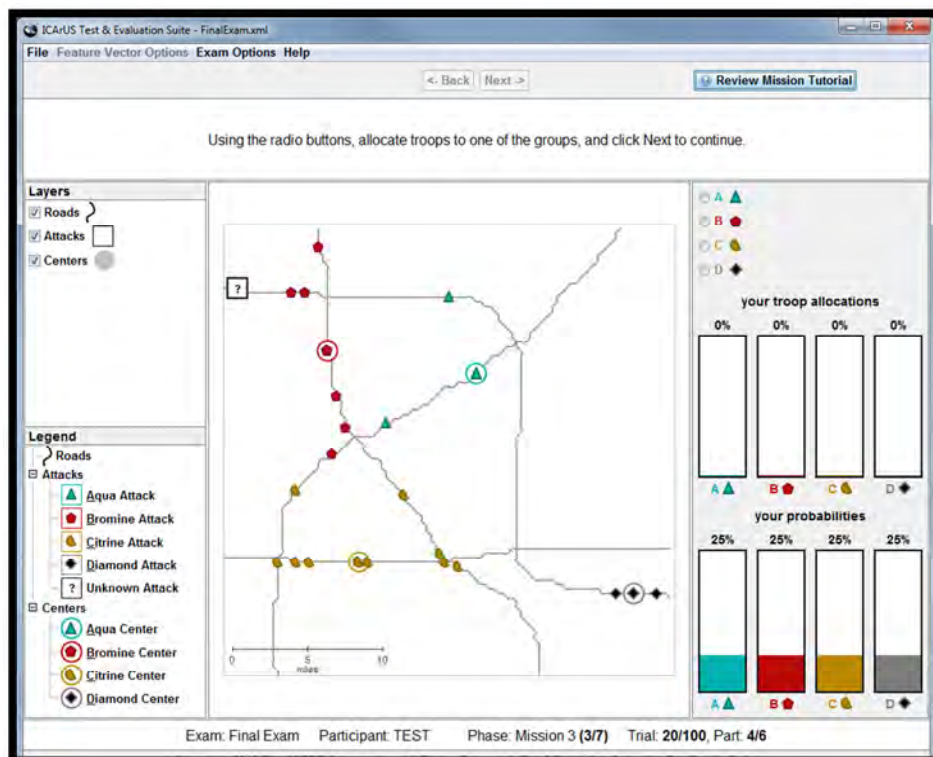 ICArUS Test & Evaluation Suite - FinalExam.xml
File Feature Vector Options Exam Options Help
<- Back Next -> Review Mission Tutorial
Using the radio buttons, allocate troops to one of the groups, and click Next to continue.
Layers
Roads
Attacks
Centers
Legend
Roads
Attacks
Aqua Attack
Bromine Attack
Citrine Attack
Diamond Attack
? Unknown Attack
Centers
Aqua Center
Bromine Center
Citrine Center
Diamond Center
?
0 5 10
miles
A
B
C
D
your troop allocations
0% 0% 0% 0%
A B C D
your probabilities
25% 25% 25% 25%
A B C D
Exam: Final Exam Participant: TEST Phase: Mission 3 (3/7) Trial: 20/100, Part: 4/6